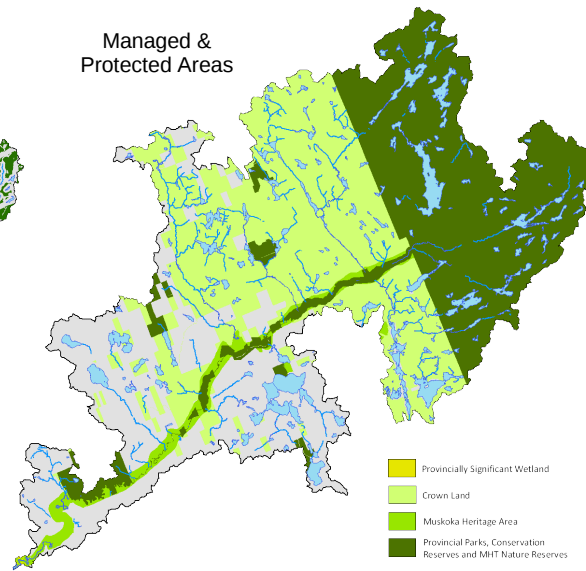 Managed &
Protected Areas
Provincially Significant Wetland
Crown Land
Muskoka Heritage Area
Provincial Parks, Conservation
Reserves and MHT Nature Reserves